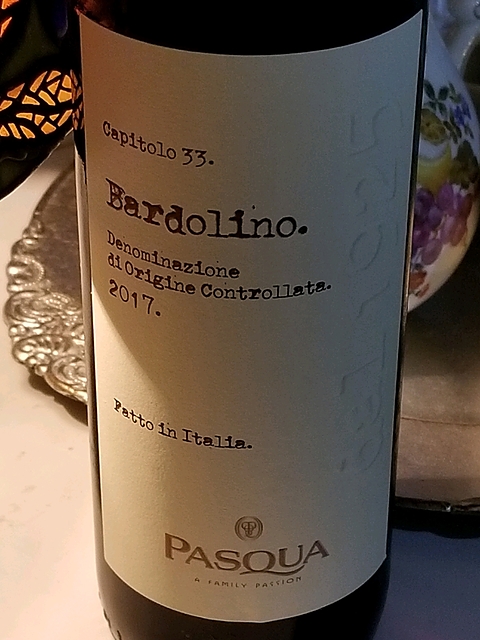 Capitolo 33.
Bardolino.
Denominazione
di Origine Controllata.
2017.
Fatto in Italia.
PASQUA
A FAMILY PASSION